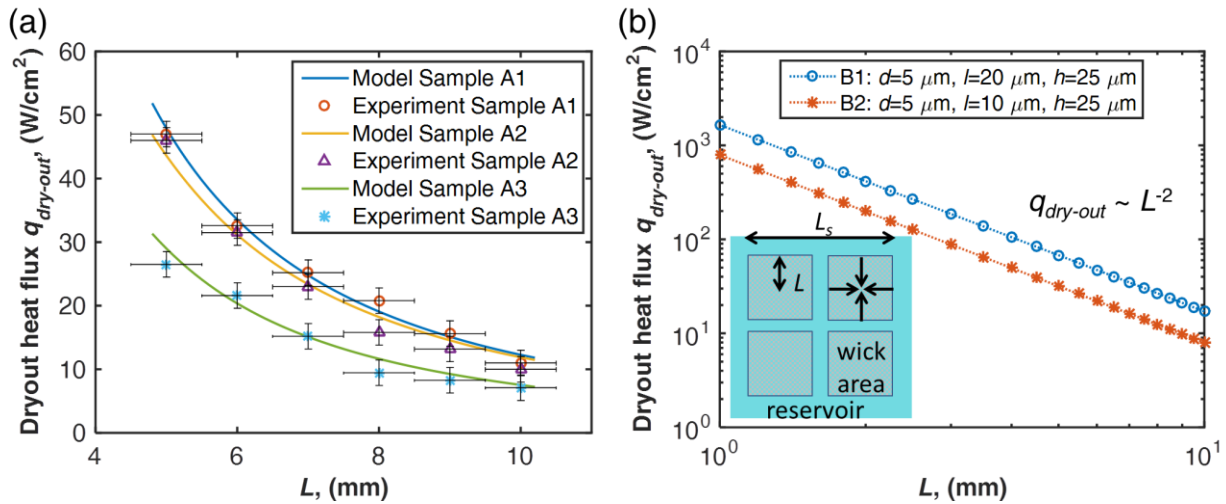 (a)
60
50
40
30
20
10
0
Dryout heat flux q_dry-out, (W/cm²)
Model Sample A1
Experiment Sample A1
Model Sample A2
Experiment Sample A2
Model Sample A3
Experiment Sample A3
4
6
8
10
L, (mm)
(b)
10⁴
10³
10²
10¹
10⁰
Dryout heat flux q_dry-out, (W/cm²)
B1: d=5 μm, l=20 μm, h=25 μm
B2: d=5 μm, l=10 μm, h=25 μm
q_dry-out ~ L⁻²
Lₛ
L
wick
area
reservoir
10⁰
10¹
L, (mm)